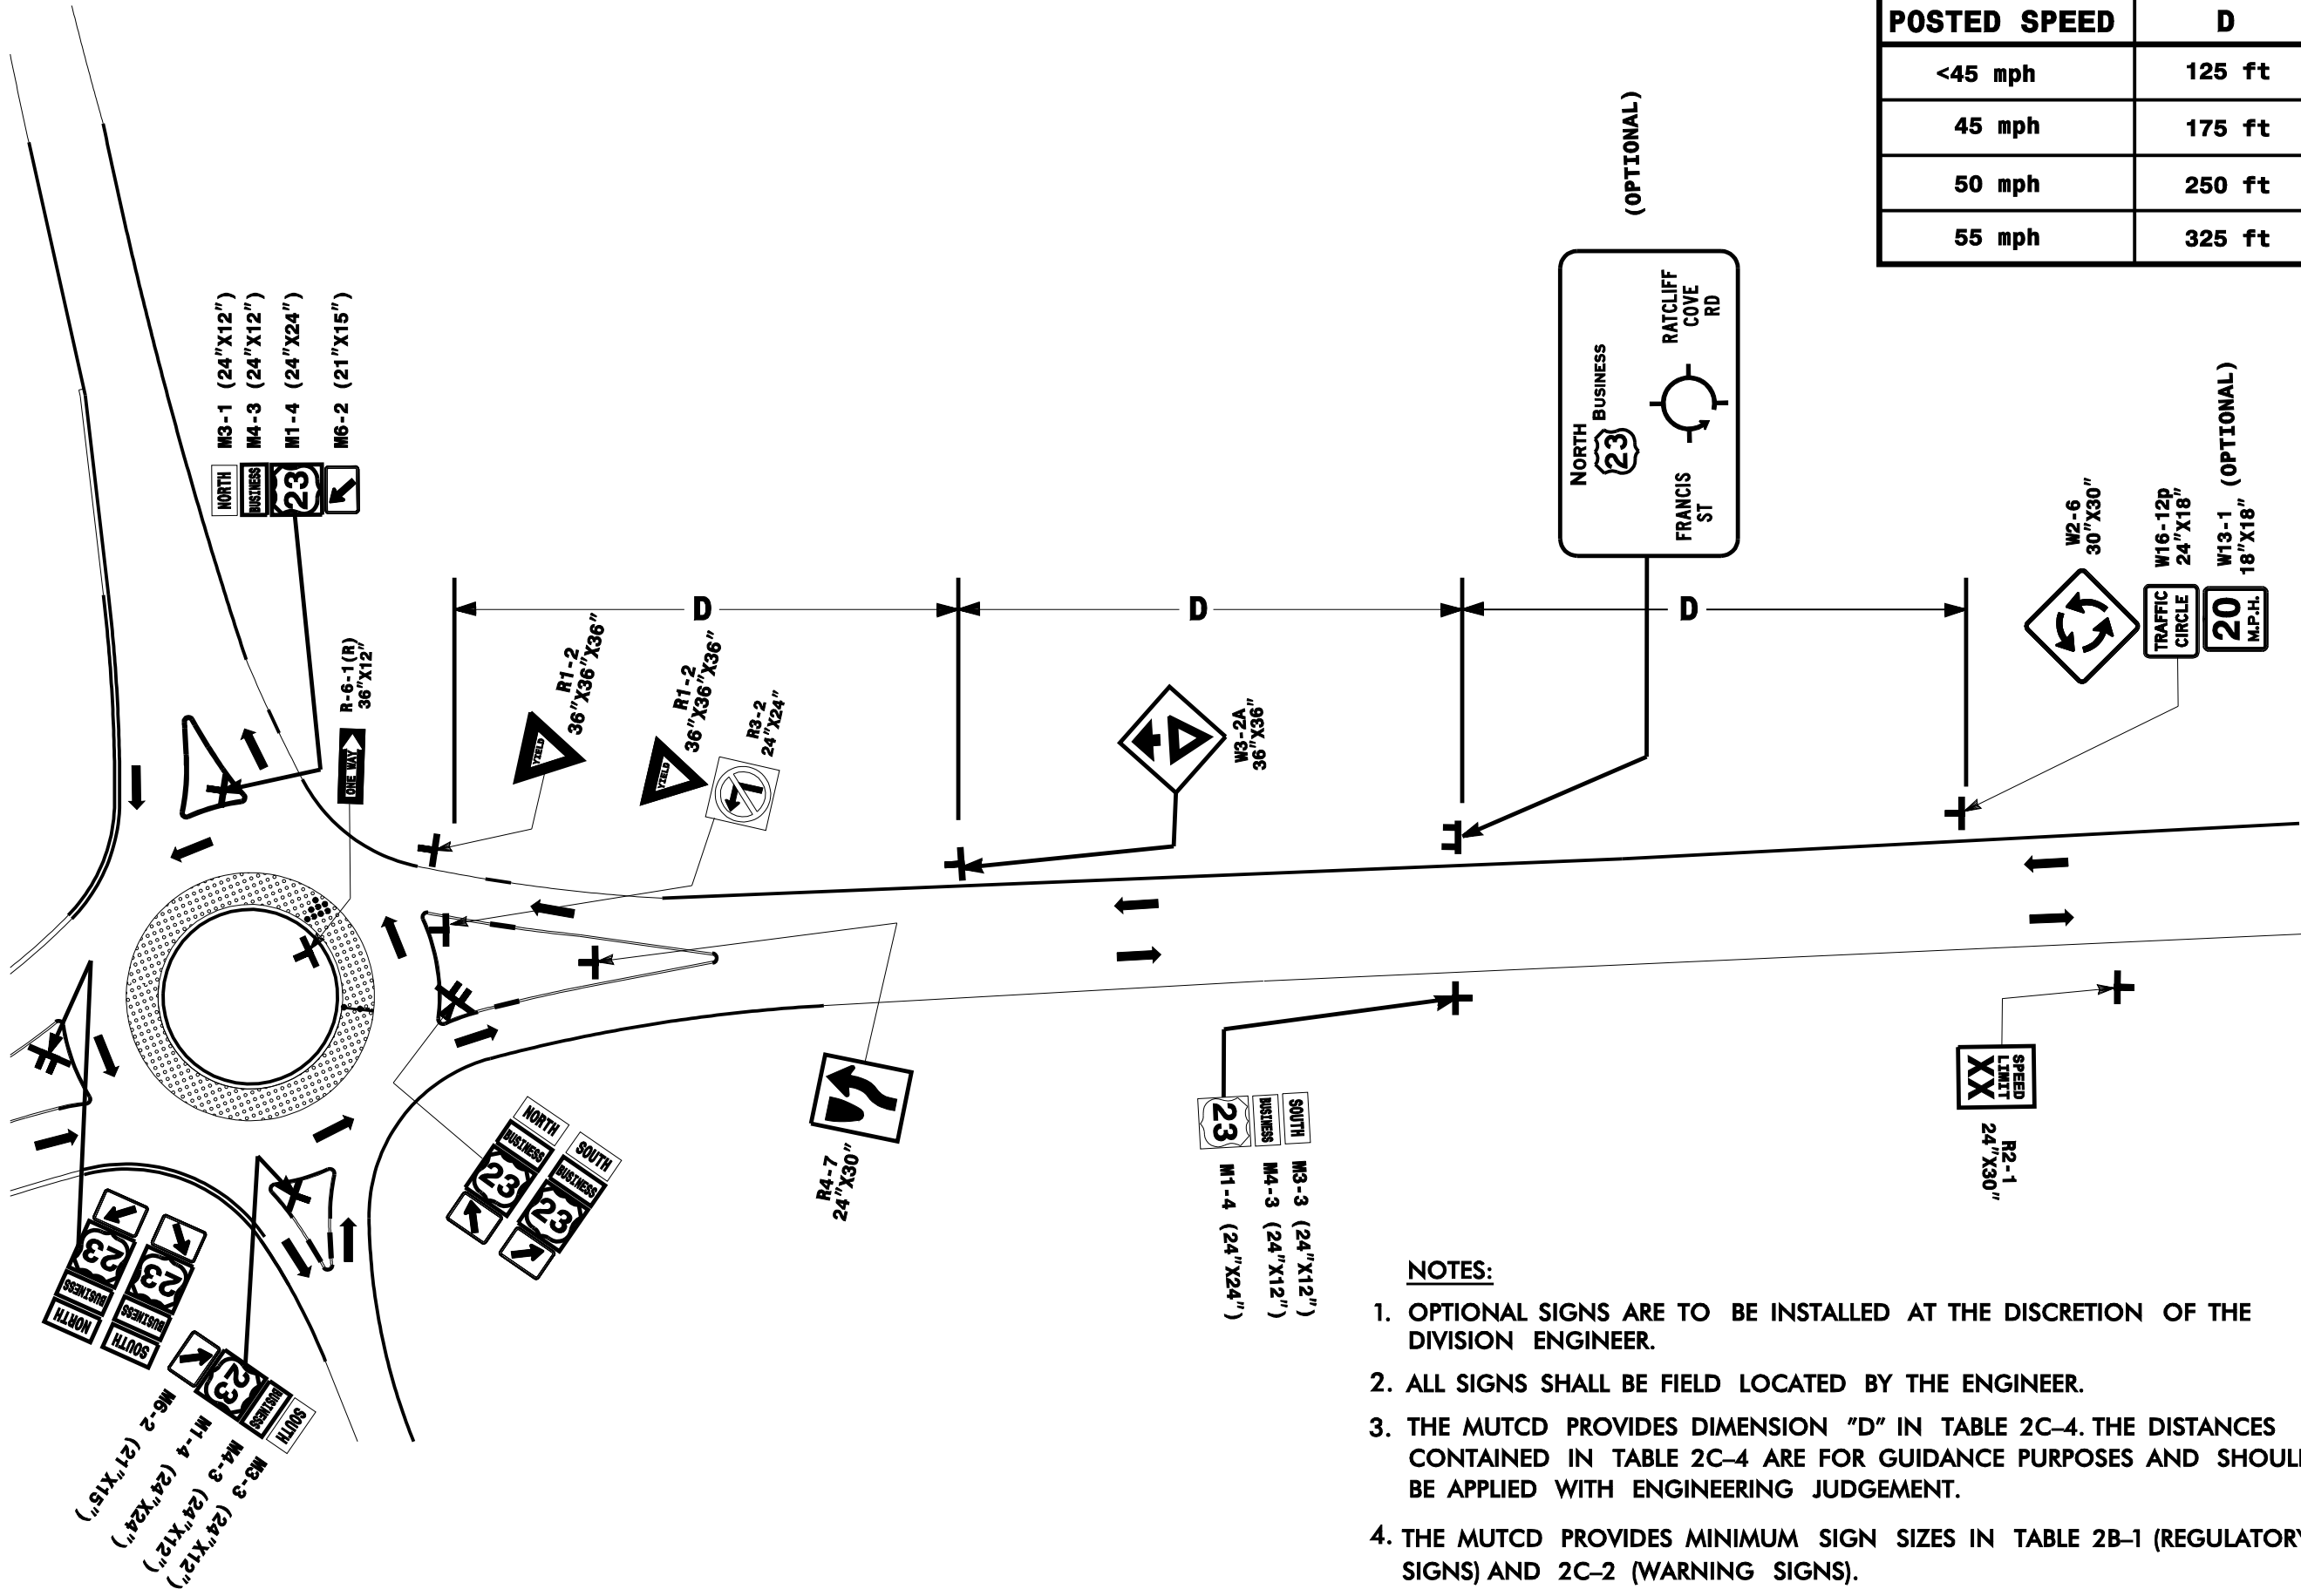 POSTED SPEED D
<45 mph 125 ft
45 mph 175 ft
50 mph 250 ft
55 mph 325 ft
(OPTIONAL)
NORTH
23 BUSINESS
FRANCIS
ST
RATCLIFF
COVE
RD
M3-1 (24"X12")
M4-3 (24"X12")
M1-4 (24"X24")
M6-2 (21"X15")
NORTH
BUSINESS
23
R-6-1(R)
36"X12"
ONE WAY
D
D
D
R1-2
36"X36"X36"
YIELD
R1-2
36"X36"X36"
YIELD
R3-2
24"X24"
W3-2A
36"X36"
W2-6
30"X30"
W16-12p
24"X18"
W13-1 (OPTIONAL)
18"X18"
TRAFFIC
CIRCLE
20
M.P.H.
SPEED
LIMIT
XX
R2-1
24"X30"
R4-7
24"X30"
SOUTH
BUSINESS
23
M3-3 (24"X12")
M4-3 (24"X12")
M1-4 (24"X24")
NORTH
BUSINESS
23
SOUTH
BUSINESS
23
23
BUSINESS
NORTH
23
BUSINESS
SOUTH
23
BUSINESS
SOUTH
M6-2 (21"X15")
M1-4 (24"X24")
M4-3 (24"X12")
M3-3 (24"X12")
NOTES:
1. OPTIONAL SIGNS ARE TO BE INSTALLED AT THE DISCRETION OF THE
DIVISION ENGINEER.
2. ALL SIGNS SHALL BE FIELD LOCATED BY THE ENGINEER.
3. THE MUTCD PROVIDES DIMENSION "D" IN TABLE 2C-4. THE DISTANCES
CONTAINED IN TABLE 2C-4 ARE FOR GUIDANCE PURPOSES AND SHOUL
BE APPLIED WITH ENGINEERING JUDGEMENT.
4. THE MUTCD PROVIDES MINIMUM SIGN SIZES IN TABLE 2B-1 (REGULATORY
SIGNS) AND 2C-2 (WARNING SIGNS).